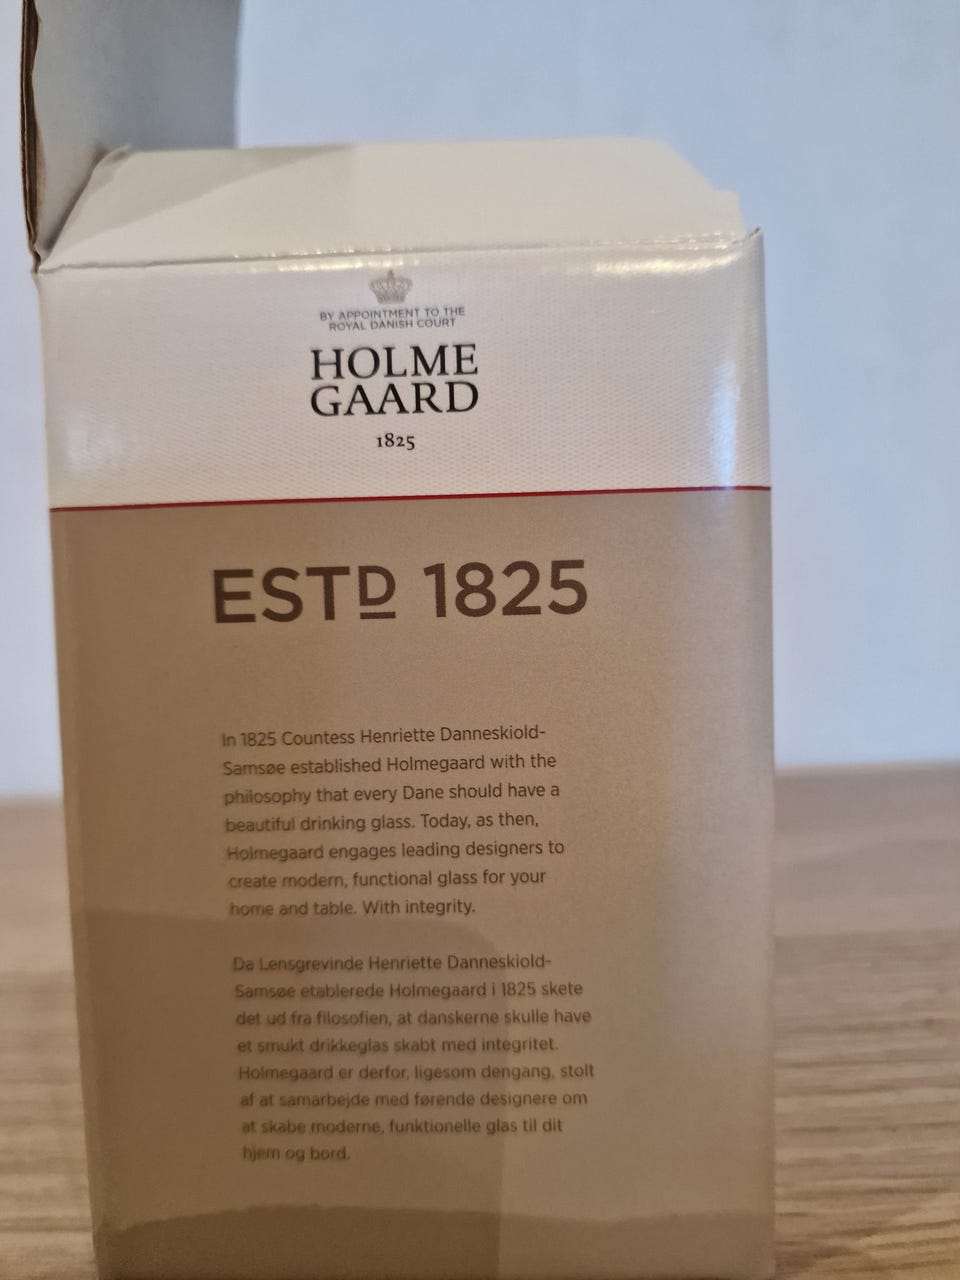 BY APPOINTMENT TO THE
ROYAL DANISH COURT
HOLME
GAARD
1825
ESTD 1825
In 1825 Countess Henriette Danneskiold-
Samsøe established Holmegaard with the
philosophy that every Dane should have a
beautiful drinking glass. Today, as then,
Holmegaard engages leading designers to
create modern, functional glass for your
home and table. With integrity.
Da Lensgrevinde Henriette Danneskiold-
Samsøe etablerede Holmegaard i 1825 skete
det ud fra filosofien, at danskerne skulle have
et smukt drikkeglas skabt med integritet.
Holmegaard er derfor, ligesom dengang, stolt
af at samarbejde med førende designere om
at skabe moderne, funktionelle glas til dit
hjem og bord.